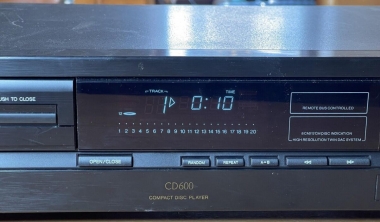 PUSH TO CLOSE
TRACK TIME
1 0:10
1 2 3 4 5 6 7 8 9 10 11 12 13 14 15 16 17 18 19 20
REMOTE BUS CONTROLLED
HIGH RESOLUTION TWIN DAC SYSTEM
OPEN/CLOSE RANDOM REPEAT A-B
CD600
COMPACT DISC PLAYER